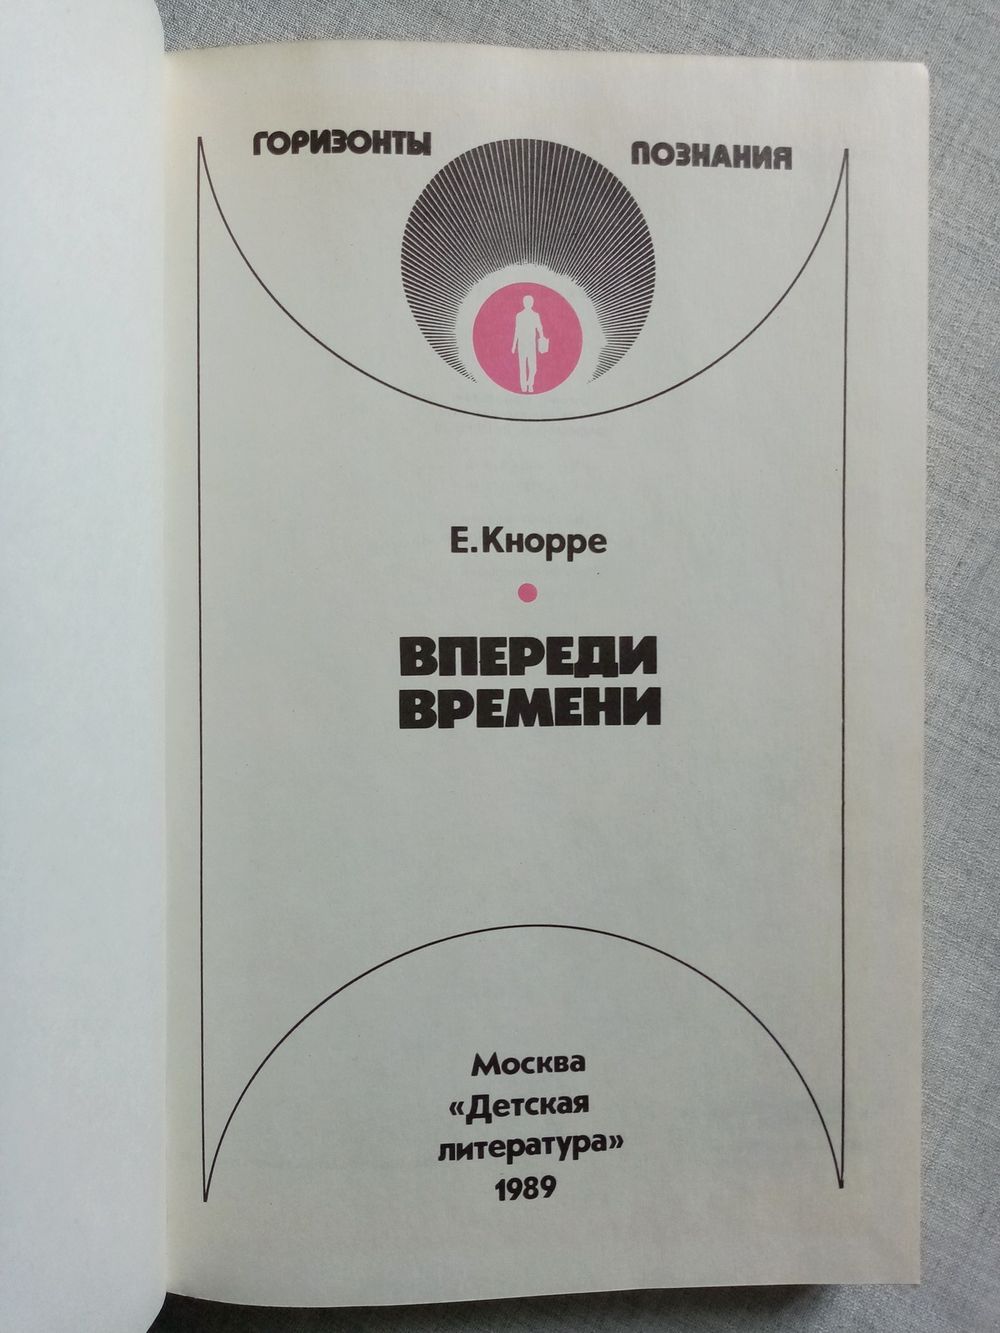 ГОРИЗОНТЫ ПОЗНАНИЯ
Е.Кнорре
ВПЕРЕДИ
ВРЕМЕНИ
Москва
«Детская
литература»
1989